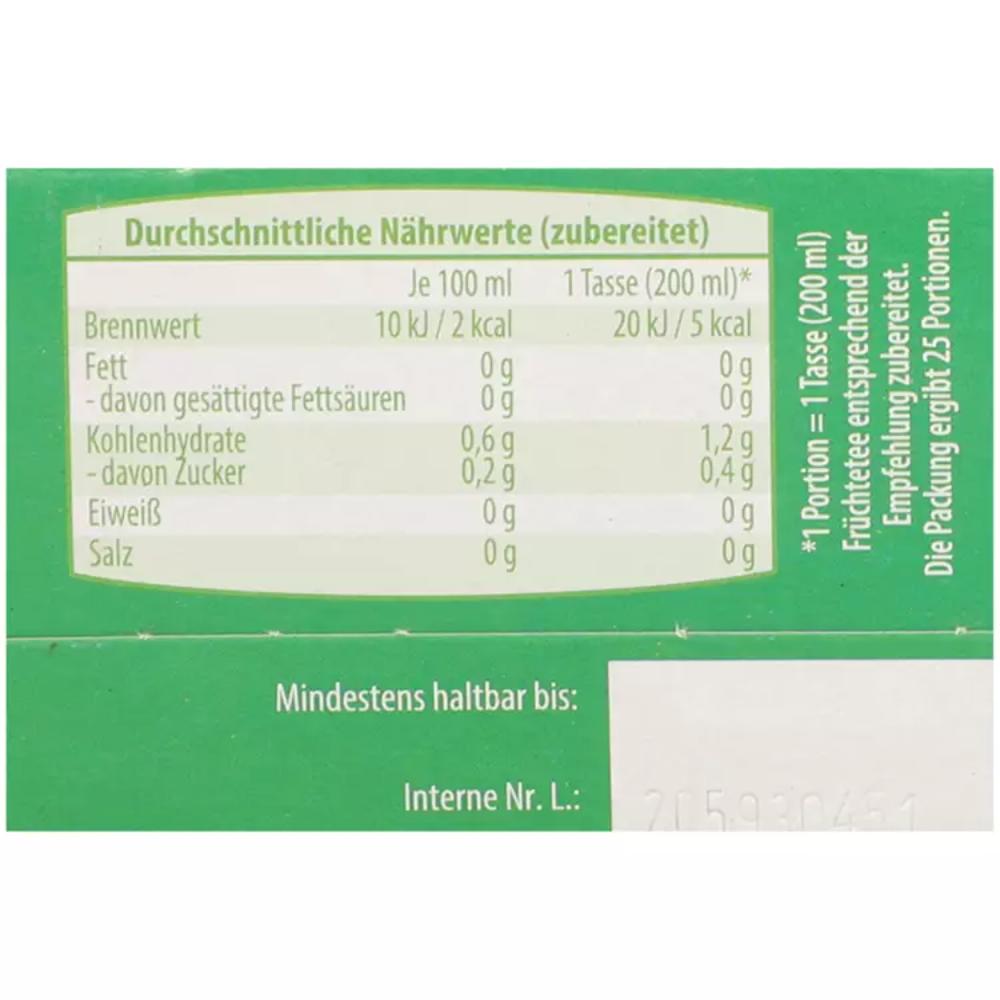 Durchschnittliche Nährwerte (zubereitet)
Je 100 ml 1 Tasse (200 ml)*
Brennwert 10 kJ / 2 kcal 20 kJ / 5 kcal
Fett 0 g 0 g
- davon gesättigte Fettsäuren 0 g 0 g
Kohlenhydrate 0,6 g 1,2 g
- davon Zucker 0,2 g 0,4 g
Eiweiß 0 g 0 g
Salz 0 g 0 g
*1 Portion = 1 Tasse (200 ml)
Früchtetee entsprechend der
Empfehlung zubereitet.
Die Packung ergibt 25 Portionen.
Mindestens haltbar bis:
Interne Nr. L.: